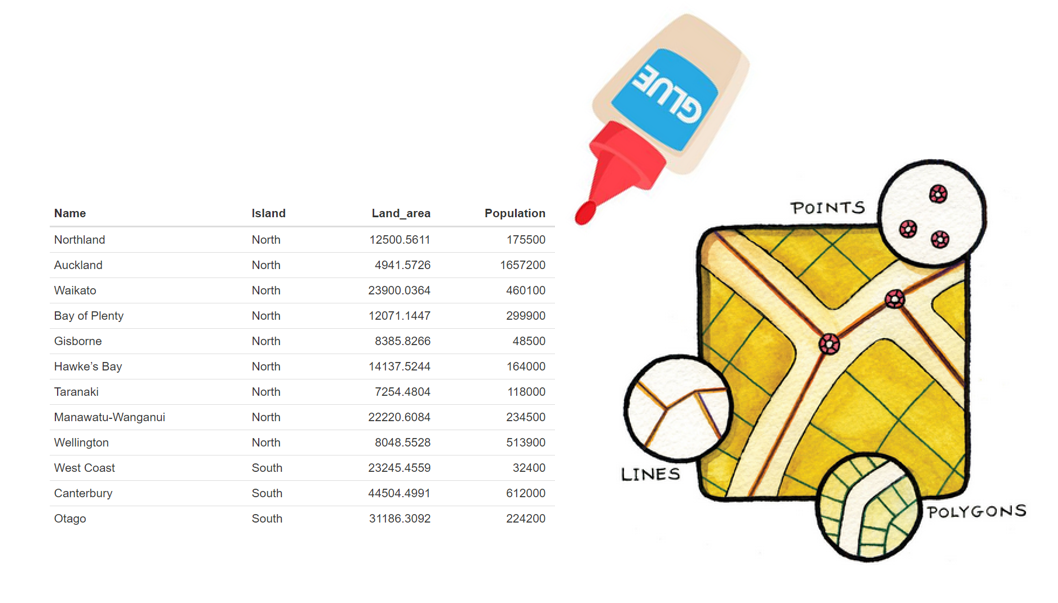 GLUE
Name Island Land_area Population
Northland North 12500.5611 175500
Auckland North 4941.5726 1657200
Waikato North 23900.0364 460100
Bay of Plenty North 12071.1447 299900
Gisborne North 8385.8266 48500
Hawke’s Bay North 14137.5244 164000
Taranaki North 7254.4804 118000
Manawatu-Wanganui North 22220.6084 234500
Wellington North 8048.5528 513900
West Coast South 23245.4559 32400
Canterbury South 44504.4991 612000
Otago South 31186.3092 224200
POINTS
LINES
POLYGONS